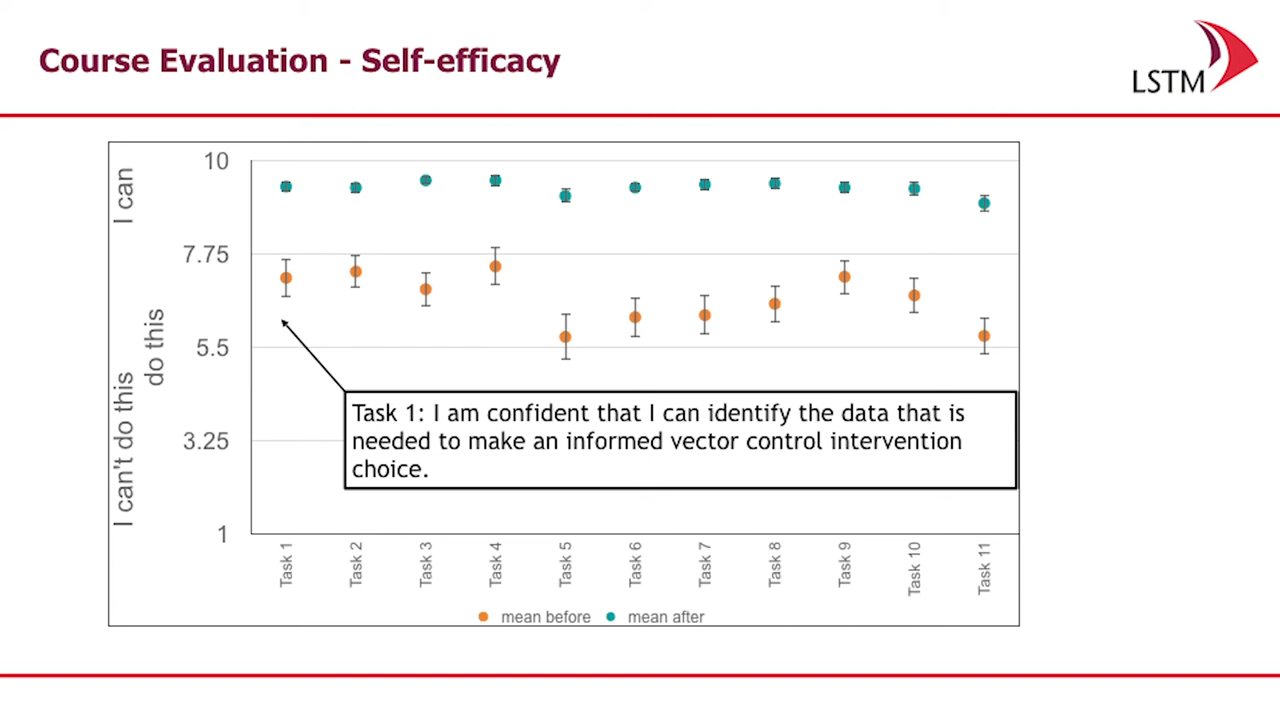 Course Evaluation - Self-efficacy
LSTM
I can
do this
I can't do this
10
7.75
5.5
3.25
1
Task 1: I am confident that I can identify the data that is
needed to make an informed vector control intervention
choice.
Task 1
Task 2
Task 3
Task 4
Task 5
Task 6
Task 7
Task 8
Task 9
Task 10
Task 11
mean before
mean after